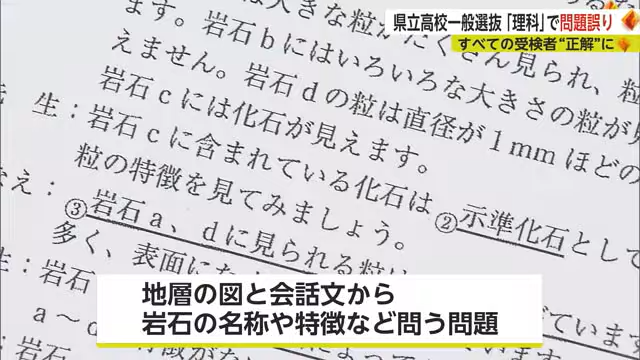 県立高校一般選抜「理科」で問題誤り
すべての受検者“正解”に
見られ、粒
えません。岩石bにはいろいろな大きさの粒が見
生：岩石cには化石が見えます。岩石dの粒は直径が1mmほどの
岩石cに含まれている化石は②示準化石として
粒の特徴を見てみましょう。
③岩石a、dに見られる粒
多く、表面に
生：岩石
a～d
地層の図と会話文から
岩石の名称や特徴など問う問題